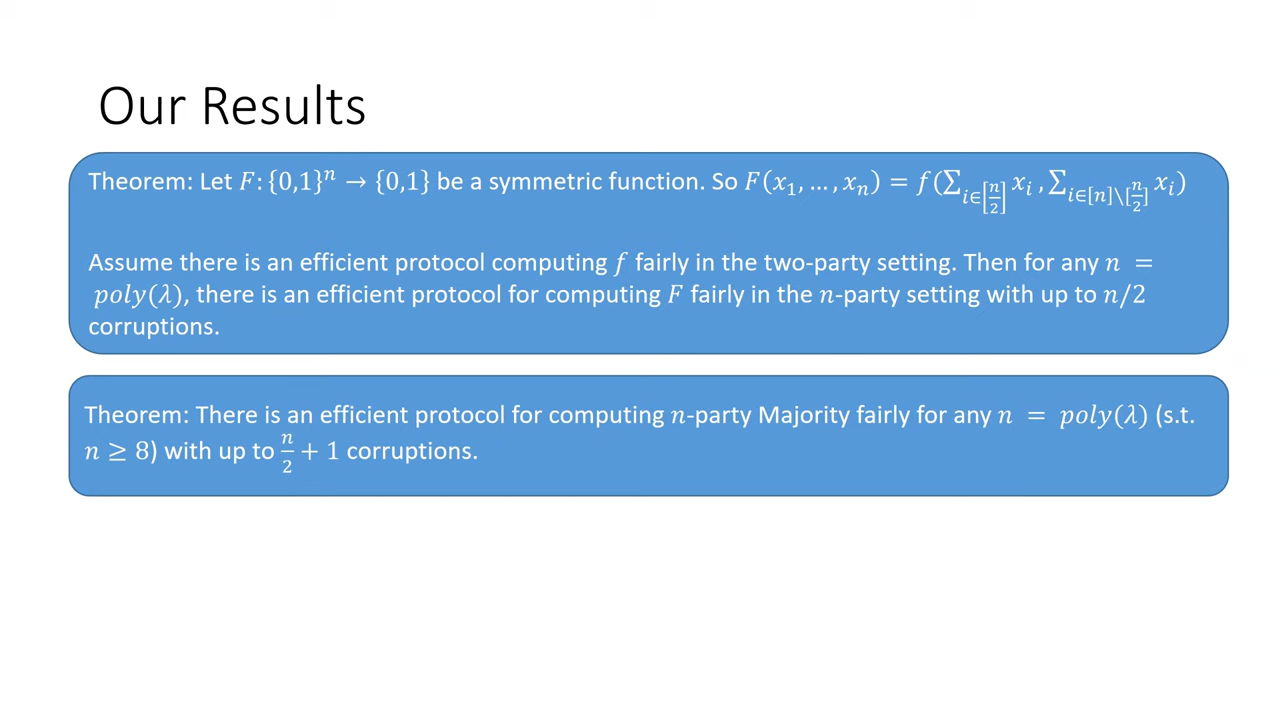 Our Results
Theorem: Let F: {0,1}ⁿ → {0,1} be a symmetric function. So F(x₁, …, xₙ) = f(∑_{i∈[n/2]} xᵢ , ∑_{i∈[n]\[n/2]} xᵢ)
Assume there is an efficient protocol computing f fairly in the two-party setting. Then for any n =
poly(λ), there is an efficient protocol for computing F fairly in the n-party setting with up to n/2
corruptions.
Theorem: There is an efficient protocol for computing n-party Majority fairly for any n = poly(λ) (s.t.
n ≥ 8) with up to n/2 + 1 corruptions.